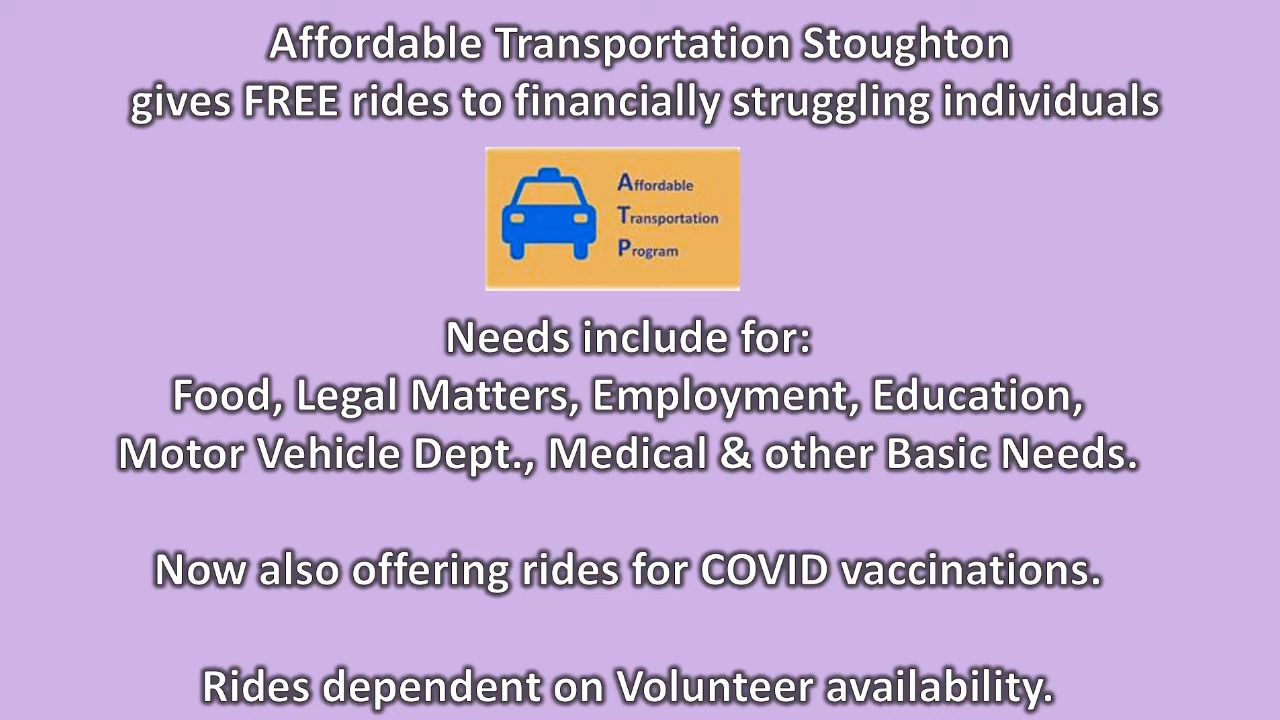 Affordable Transportation Stoughton
gives FREE rides to financially struggling individuals
Affordable
Transportation
Program
Needs include for:
Food, Legal Matters, Employment, Education,
Motor Vehicle Dept., Medical & other Basic Needs.
Now also offering rides for COVID vaccinations.
Rides dependent on Volunteer availability.